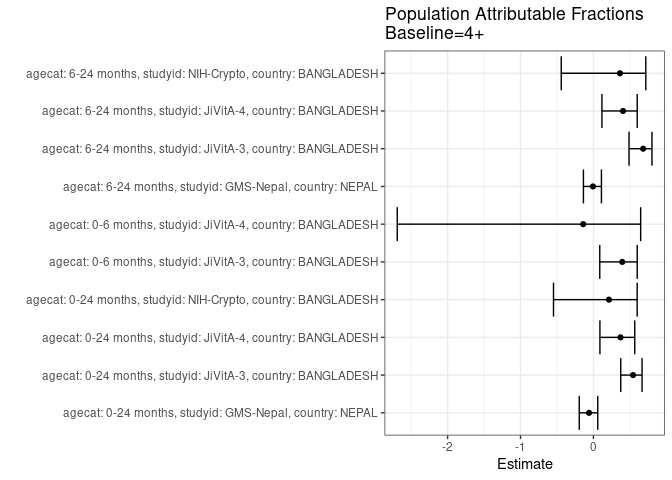 Population Attributable Fractions
Baseline=4+
agecat: 6-24 months, studyid: NIH-Crypto, country: BANGLADESH
agecat: 6-24 months, studyid: JiVitA-4, country: BANGLADESH
agecat: 6-24 months, studyid: JiVitA-3, country: BANGLADESH
agecat: 6-24 months, studyid: GMS-Nepal, country: NEPAL
agecat: 0-6 months, studyid: JiVitA-4, country: BANGLADESH
agecat: 0-6 months, studyid: JiVitA-3, country: BANGLADESH
agecat: 0-24 months, studyid: NIH-Crypto, country: BANGLADESH
agecat: 0-24 months, studyid: JiVitA-4, country: BANGLADESH
agecat: 0-24 months, studyid: JiVitA-3, country: BANGLADESH
agecat: 0-24 months, studyid: GMS-Nepal, country: NEPAL
-2 -1 0
Estimate